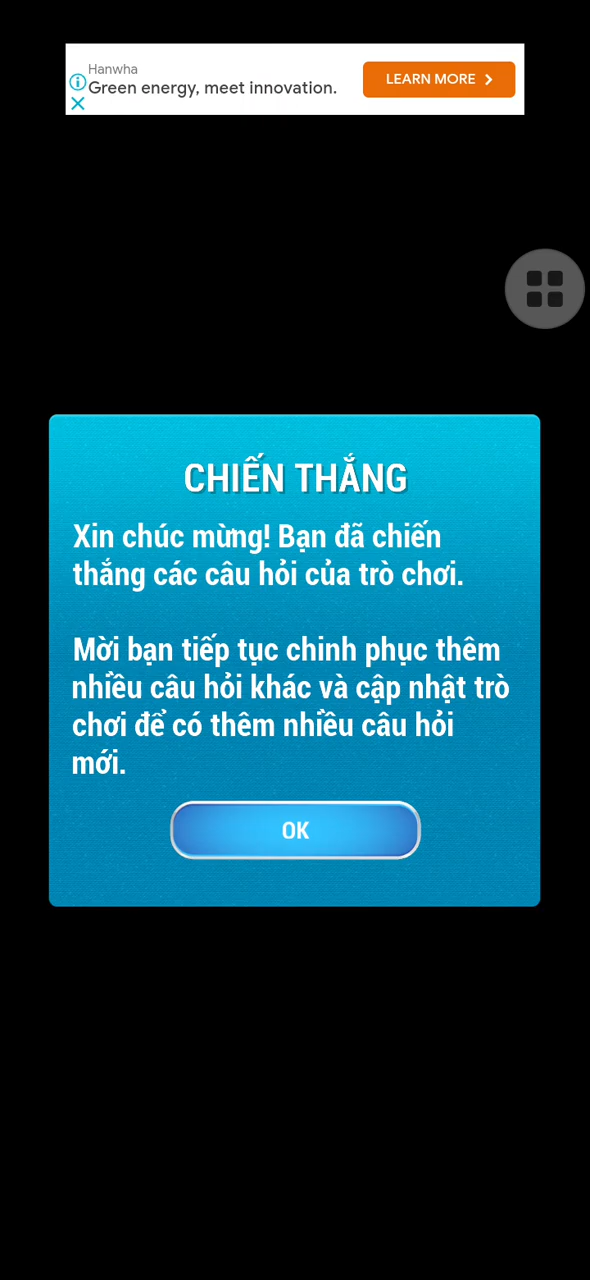 Hanwha
Green energy, meet innovation.
LEARN MORE
CHIẾN THẮNG
Xin chúc mừng! Bạn đã chiến
thắng các câu hỏi của trò chơi.
Mời bạn tiếp tục chinh phục thêm
nhiều câu hỏi khác và cập nhật trò
chơi để có thêm nhiều câu hỏi
mới.
OK